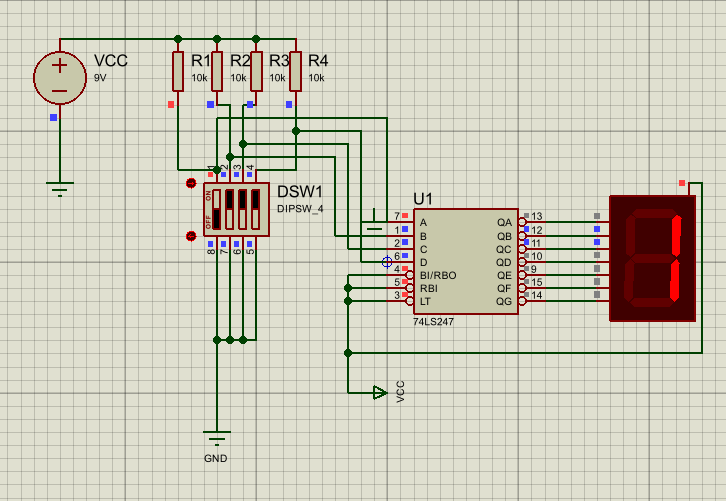 VCC
9V
R1
10k
R2
10k
R3
10k
R4
10k
1
2
3
4
ON
OFF
DSW1
DIPSW_4
8
7
6
5
GND
U1
7 A QA 13
1 B QB 12
2 C QC 11
6 D QD 10
4 BI/RBO QE 9
5 RBI QF 15
3 LT QG 14
74LS247
VCC
1